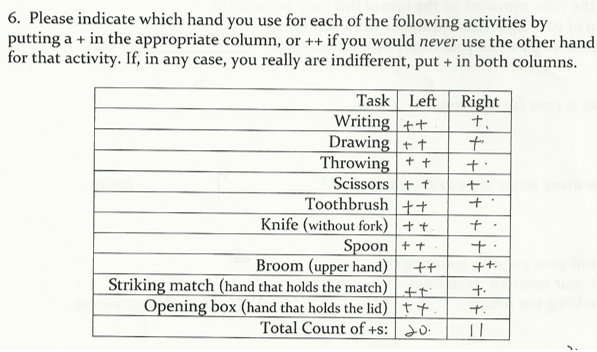 6. Please indicate which hand you use for each of the following activities by
putting a + in the appropriate column, or ++ if you would never use the other hand
for that activity. If, in any case, you really are indifferent, put + in both columns.
Task Left Right
Writing ++ +
Drawing ++ +
Throwing ++ +
Scissors ++ +
Toothbrush ++ +
Knife (without fork) ++ +
Spoon ++ +
Broom (upper hand) ++ ++
Striking match (hand that holds the match) ++ +
Opening box (hand that holds the lid) ++ +
Total Count of +s: 20 11